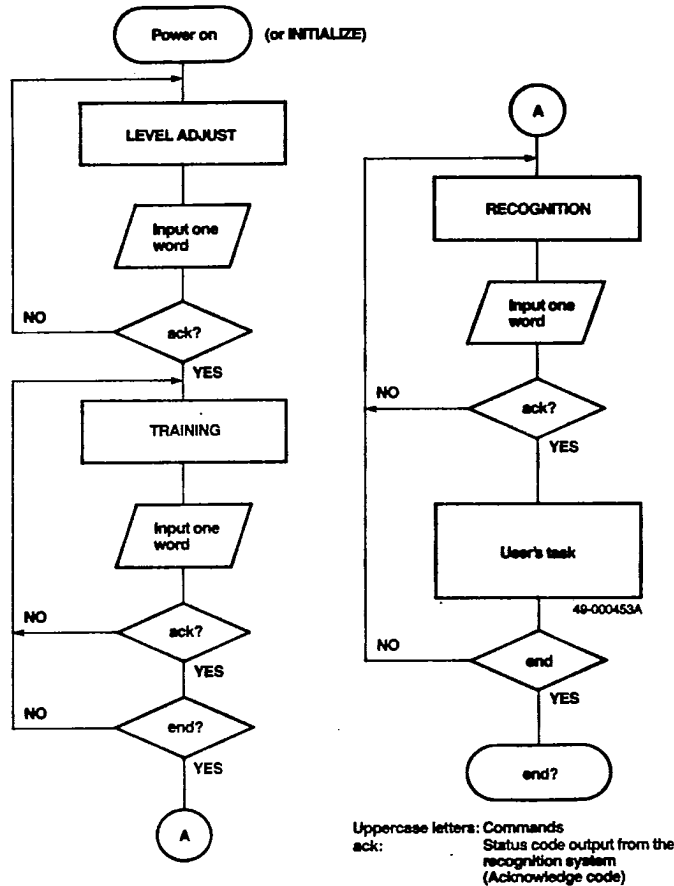 Power on (or INITIALIZE)
LEVEL ADJUST
Input one
word
NO
ack?
YES
TRAINING
Input one
word
NO
ack?
YES
NO
end?
YES
A
A
RECOGNITION
Input one
word
NO
ack?
YES
User's task
49-000453A
NO
end
YES
end?
Uppercase letters: Commands
ack: Status code output from the
recognition system
(Acknowledge code)